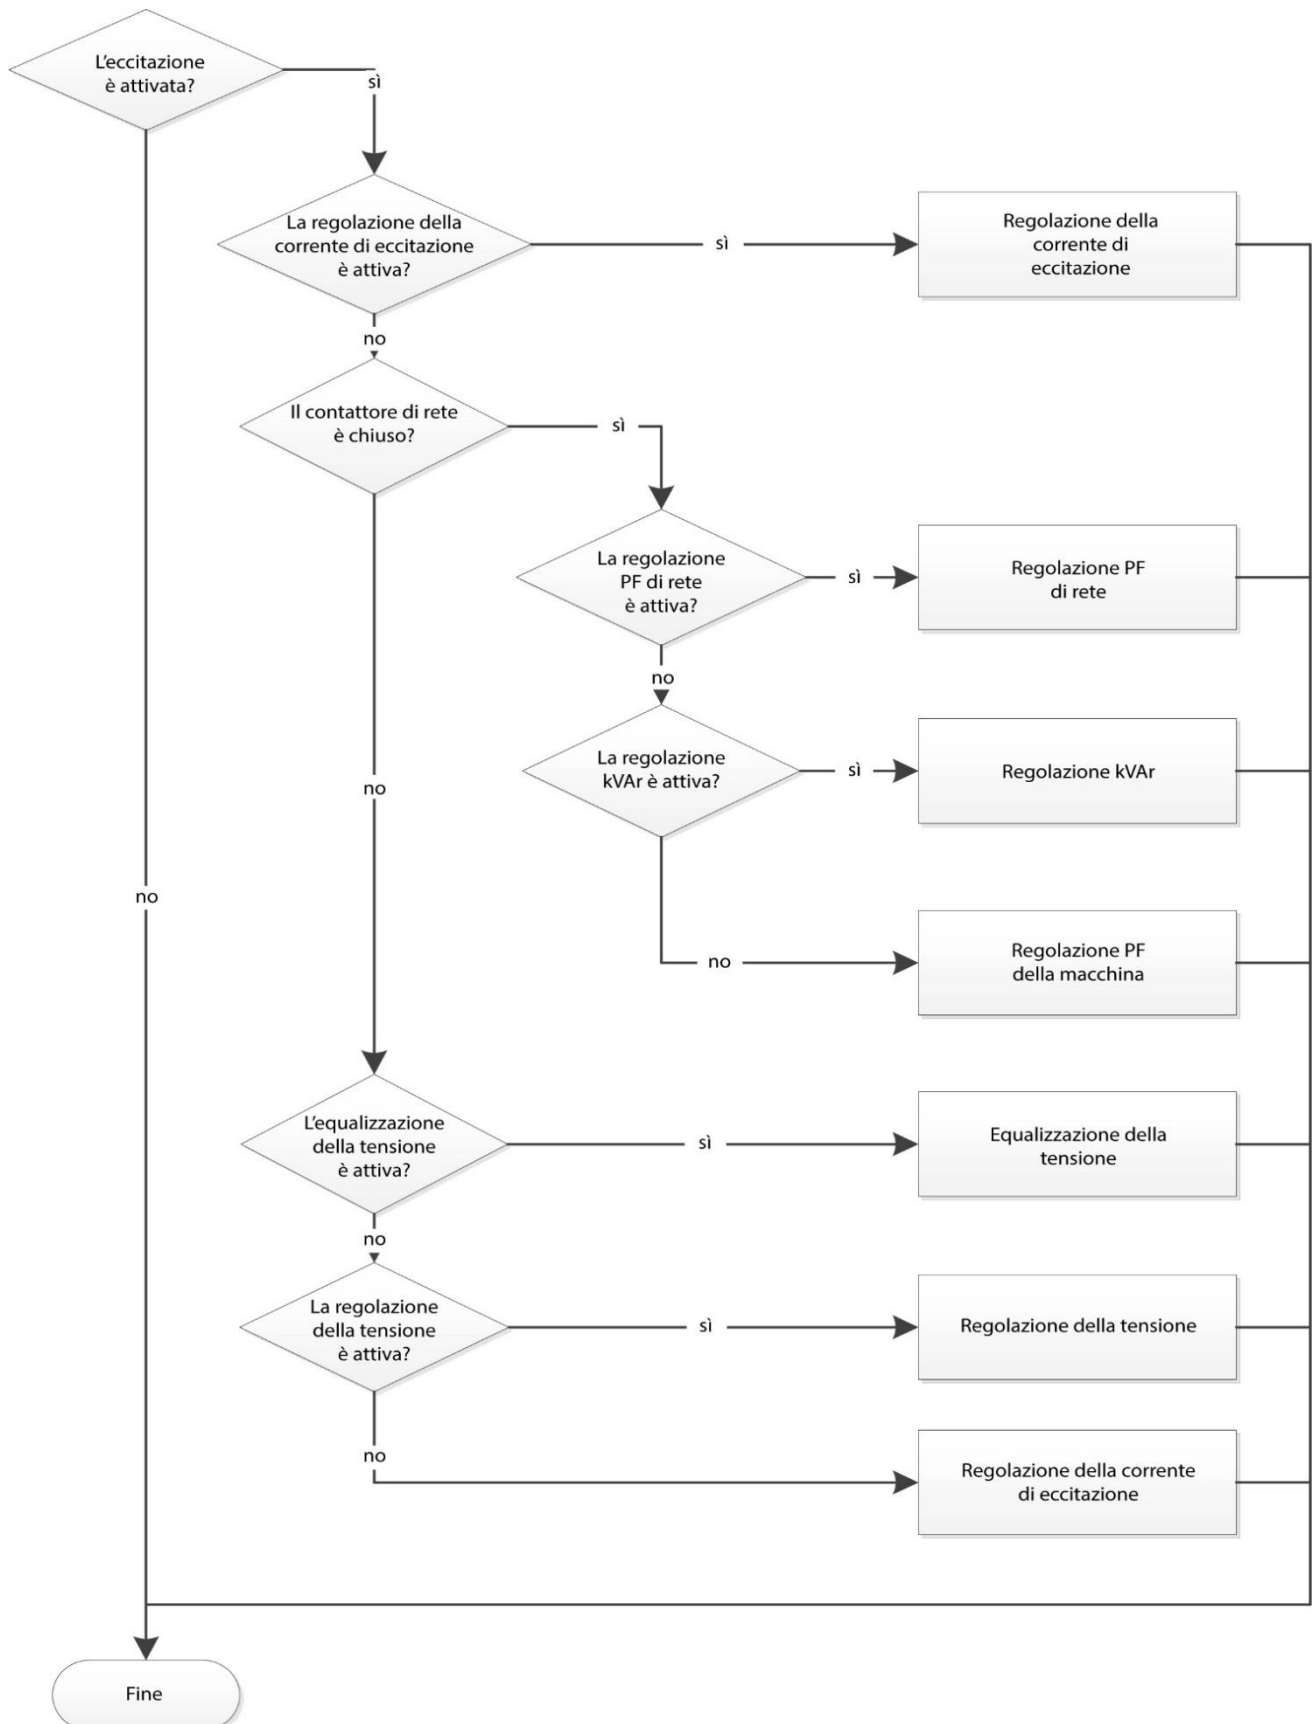 L'eccitazione
è attivata?
sì
La regolazione della
corrente di eccitazione
è attiva?
sì
Regolazione della
corrente di
eccitazione
no
Il contattore di rete
è chiuso?
sì
La regolazione
PF di rete
è attiva?
sì
Regolazione PF
di rete
no
La regolazione
kVAr è attiva?
sì
Regolazione kVAr
no
no
no
Regolazione PF
della macchina
L'equalizzazione
della tensione
è attiva?
sì
Equalizzazione della
tensione
no
La regolazione
della tensione
è attiva?
sì
Regolazione della tensione
no
Regolazione della corrente
di eccitazione
Fine